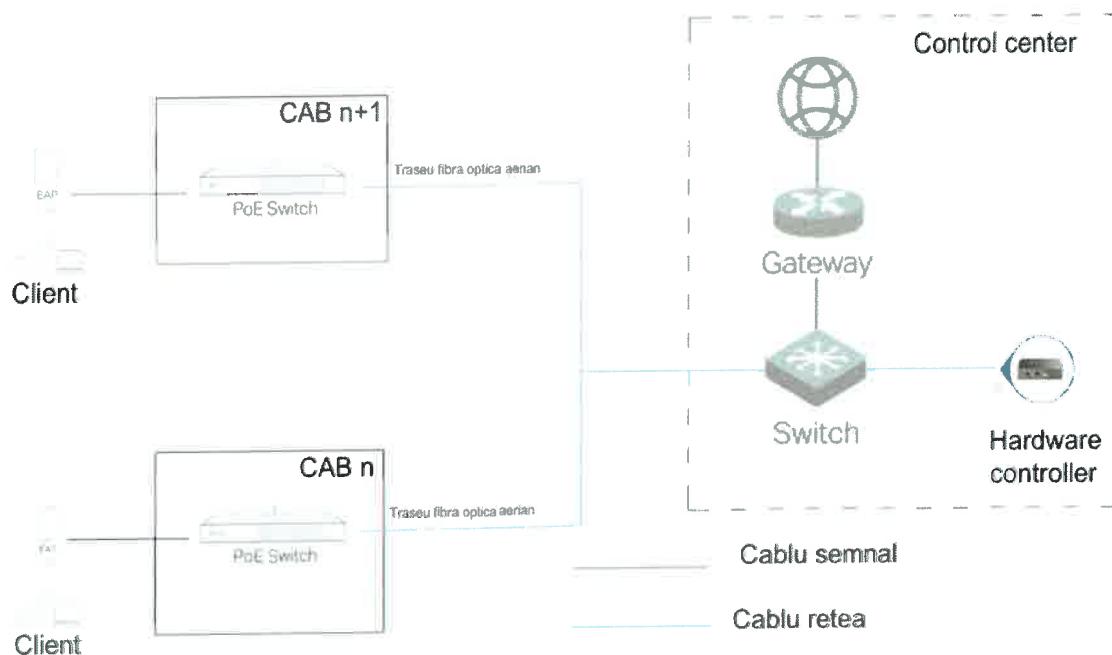 Control center
CAB n+1
Traseu fibra optica aerian
EAP
PoE Switch
Client
Gateway
Switch
Hardware
controller
CAB n
Traseu fibra optica aerian
PoE Switch
Client
Cablu semnal
Cablu retea